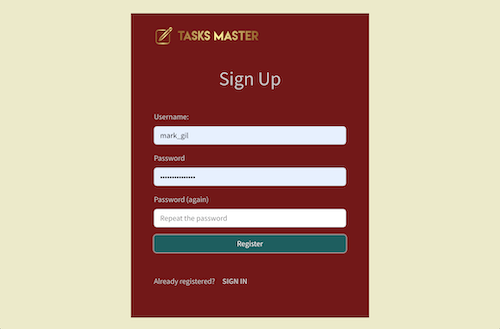 TASKS MASTER
Sign Up
Username:
mark_gil
Password
•••••••••••••••
Password (again)
Repeat the password
Register
Already registered? SIGN IN